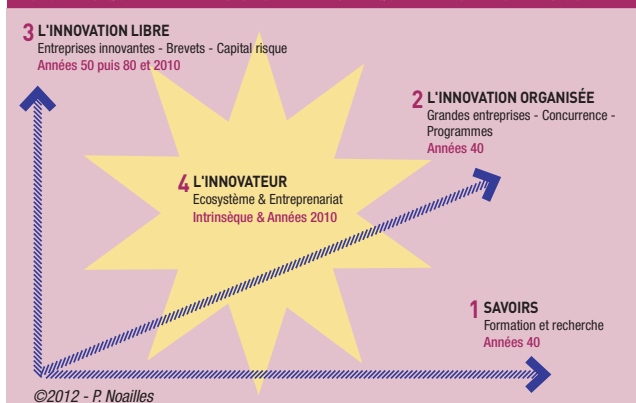 3 L'INNOVATION LIBRE
Entreprises innovantes - Brevets - Capital risque
Années 50 puis 80 et 2010
2 L'INNOVATION ORGANISÉE
Grandes entreprises - Concurrence -
Programmes
Années 40
4 L'INNOVATEUR
Ecosystème & Entreprenariat
Intrinsèque & Années 2010
1 SAVOIRS
Formation et recherche
Années 40
©2012 - P. Noailles